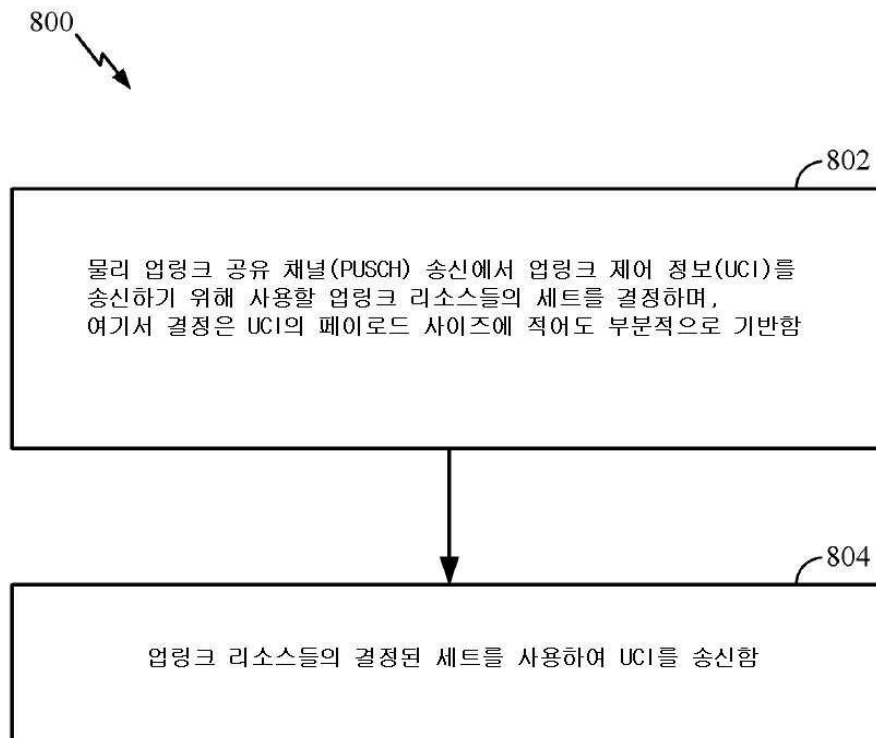 800
802
물리 업링크 공유 채널(PUSCH) 송신에서 업링크 제어 정보(UCI)를
송신하기 위해 사용할 업링크 리소스들의 세트를 결정하며,
여기서 결정은 UCI의 페이로드 사이즈에 적어도 부분적으로 기반함
804
업링크 리소스들의 결정된 세트를 사용하여 UCI를 송신함